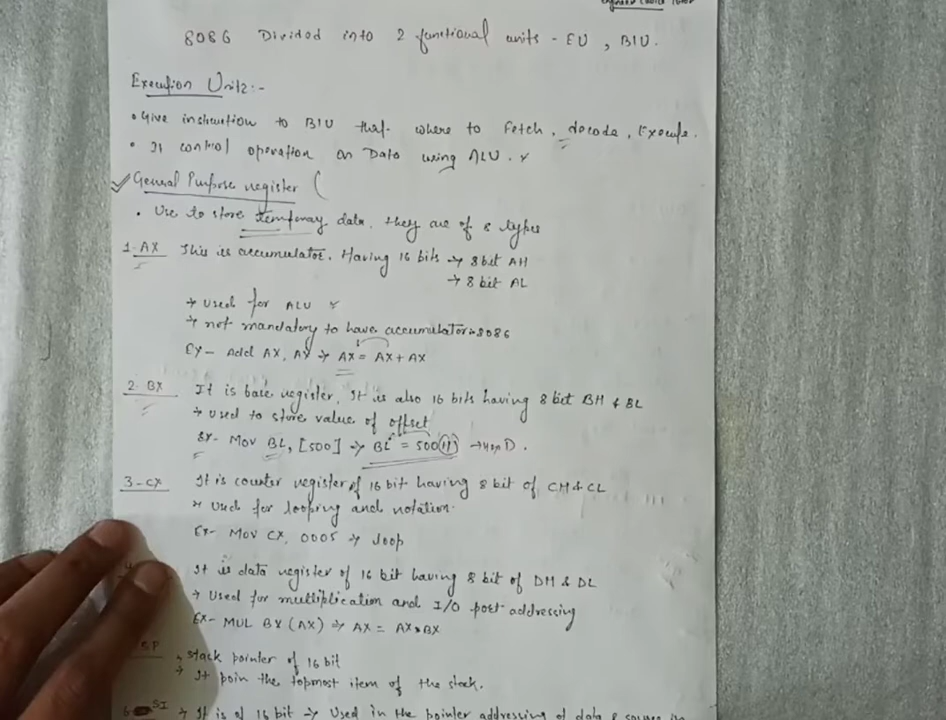 8086 Divided into 2 functional units - EU, BIU.
Execution Unit:-
• Give instruction to BIU that where to Fetch, decode, Execute.
• It control operation on Data using ALU.
General Purpose register (
• Use to store temporary data, they are of 8 types
1-AX This is accumulator. Having 16 bits → 8 bit AH
→ 8 bit AL
→ used for ALU
→ not mandatory to have accumulator in 8086
Ex- Add AX, AX ⇒ AX = AX + AX
2- BX It is base register, It is also 16 bits having 8 bit BH & BL
→ used to store value of offset
Ex- Mov BL, [500] ⇒ BL = 500(H)
3-CX It is counter register of 16 bit having 8 bit of CH & CL
→ Used for looping and rotation.
Ex- Mov CX, 0005 → loop
It is data register of 16 bit having 8 bit of DH & DL
→ Used for multiplication and I/O port addressing
Ex- MUL BX (AX) ⇒ AX = AX*BX
SP → stack pointer of 16 bit
→ It poin the topmost item of the stack.
6- SI → It is of 16 bit → Used in the pointer addressing of data &